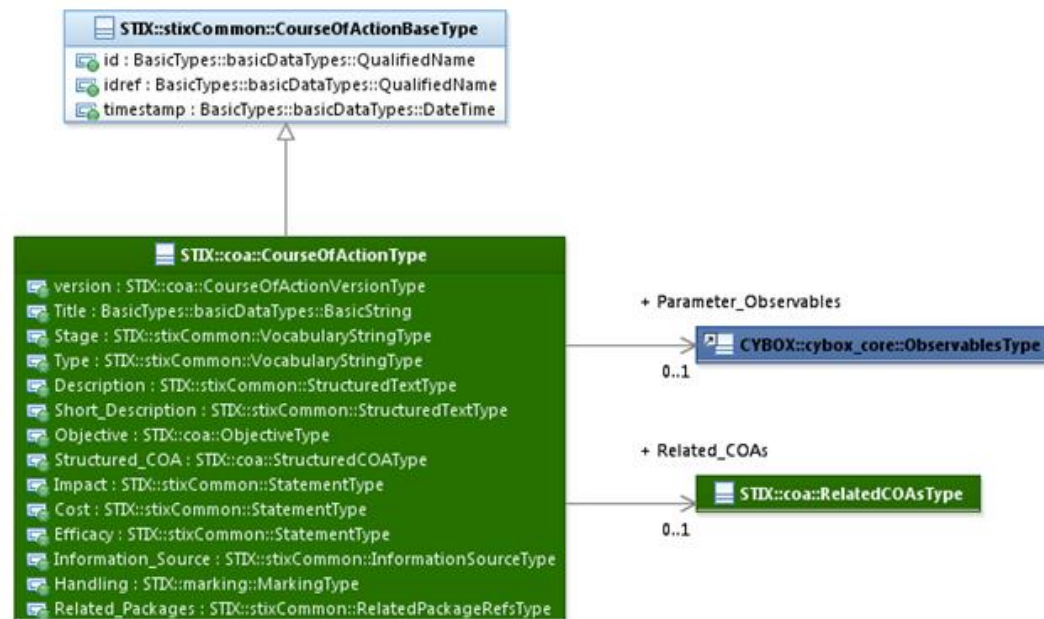 STIX::stixCommon::CourseOfActionBaseType
id : BasicTypes::basicDataTypes::QualifiedName
idref : BasicTypes::basicDataTypes::QualifiedName
timestamp : BasicTypes::basicDataTypes::DateTime
STIX::coa::CourseOfActionType
version : STIX::coa::CourseOfActionVersionType
Title : BasicTypes::basicDataTypes::BasicString
Stage : STIX::stixCommon::VocabularyStringType
Type : STIX::stixCommon::VocabularyStringType
Description : STIX::stixCommon::StructuredTextType
Short_Description : STIX::stixCommon::StructuredTextType
Objective : STIX::coa::ObjectiveType
Structured_COA : STIX::coa::StructuredCOAType
Impact : STIX::stixCommon::StatementType
Cost : STIX::stixCommon::StatementType
Efficacy : STIX::stixCommon::StatementType
Information_Source : STIX::stixCommon::InformationSourceType
Handling : STIX::marking::MarkingType
Related_Packages : STIX::stixCommon::RelatedPackageRefsType
+ Parameter_Observables
CYBOX::cybox_core::ObservablesType
0..1
+ Related_COAs
STIX::coa::RelatedCOAsType
0..1